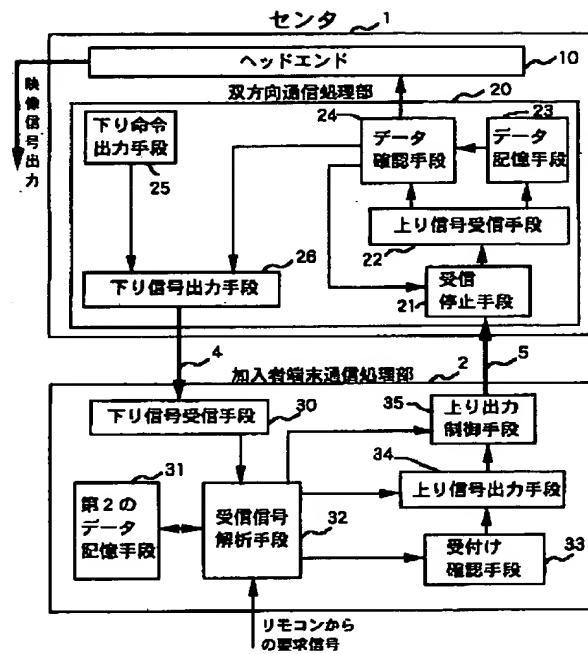 センタ
1
ヘッドエンド
10
映像信号出力
双方向通信処理部
20
下り命令
出力手段
25
24
データ
確認手段
23
データ
記憶手段
上り信号受信手段
22
26
下り信号出力手段
21
受信
停止手段
4
5
加入者端末通信処理部
2
下り信号受信手段
30
35
上り出力
制御手段
31
第2の
データ
記憶手段
受信信号
解析手段
32
34
上り信号出力手段
受付け
確認手段
33
リモコンから
の要求信号